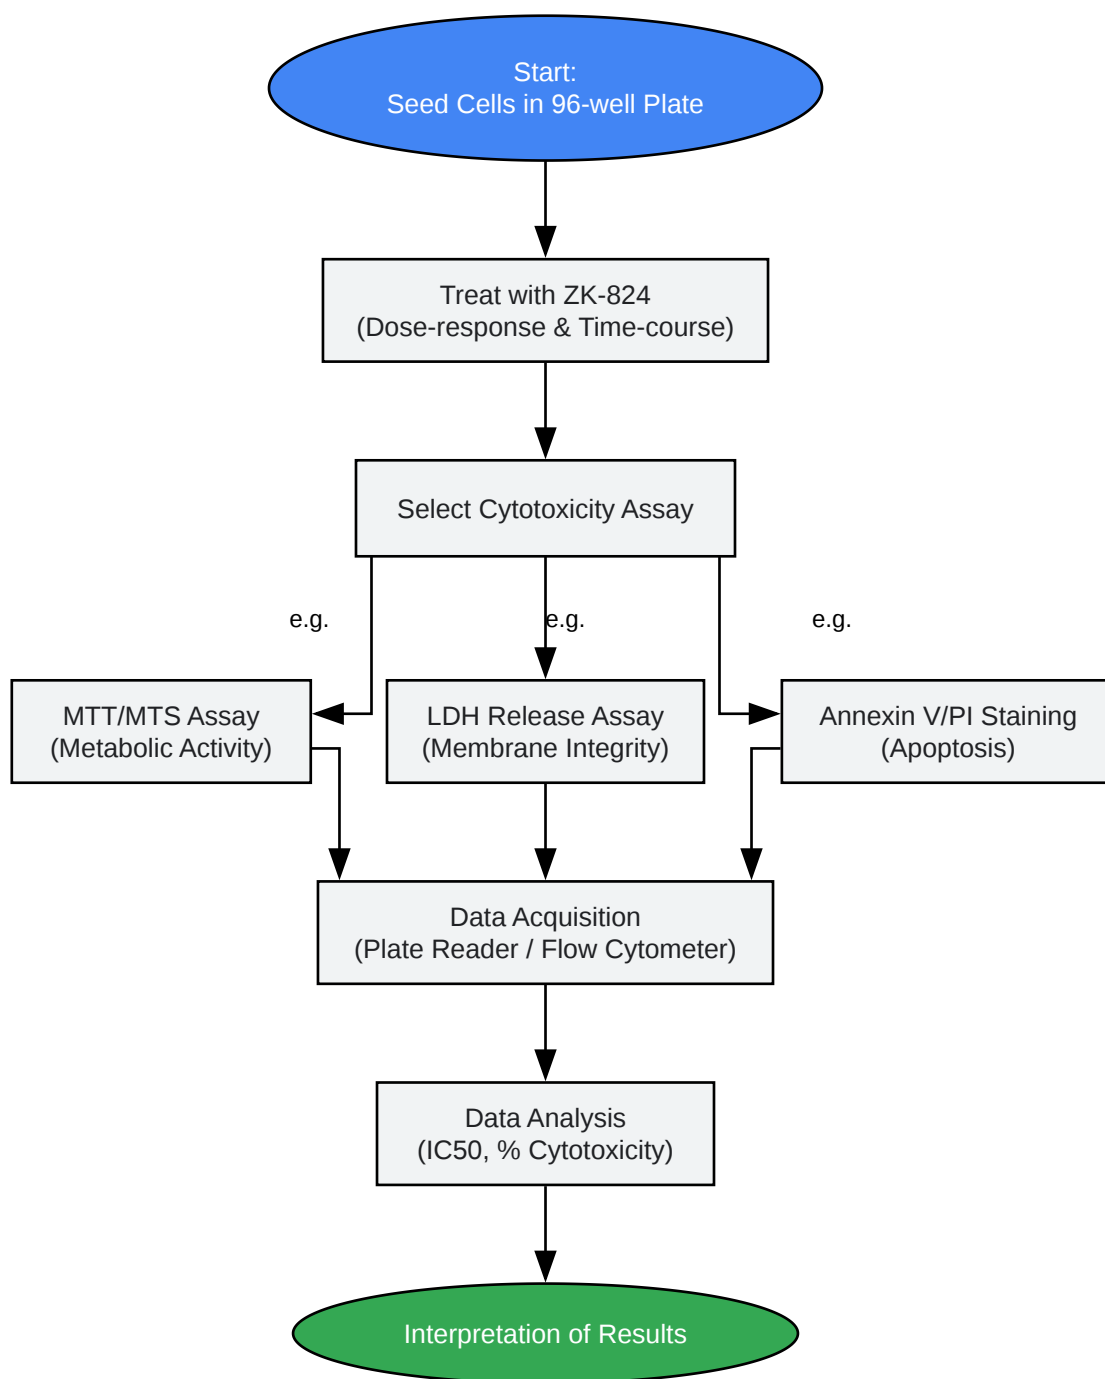 Start:
Seed Cells in 96-well Plate
Treat with ZK-824
(Dose-response & Time-course)
Select Cytotoxicity Assay
e.g.
e.g.
e.g.
MTT/MTS Assay
(Metabolic Activity)
LDH Release Assay
(Membrane Integrity)
Annexin V/PI Staining
(Apoptosis)
Data Acquisition
(Plate Reader / Flow Cytometer)
Data Analysis
(IC50, % Cytotoxicity)
Interpretation of Results